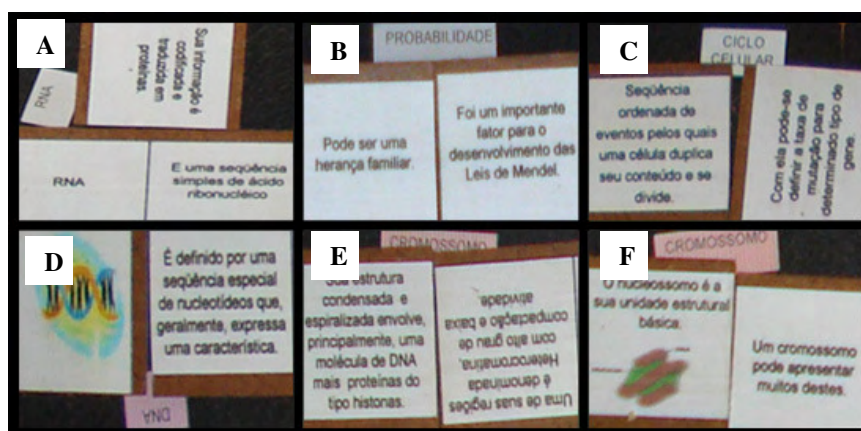 A
RNA
Sua informação é
codificada e
traduzida em
proteínas.
RNA
E uma seqüência
simples de ácido
ribonucléico
B
PROBABILIDADE
Pode ser uma
herança familiar.
Foi um importante
fator para o
desenvolvimento das
Leis de Mendel.
C
CICLO
CELULAR
Seqüência
ordenada de
eventos pelos quais
uma célula duplica
seu conteúdo e se
divide.
Com ela pode-se
definir a taxa de
mutação para
determinado tipo de
gene.
D
É definido por uma
seqüência especial
de nucleotídeos que,
geralmente, expressa
uma característica.
DNA
E
CROMOSSOMO
Sua estrutura
condensada e
espiralizada envolve,
principalmente, uma
molécula de DNA
mais proteínas do
tipo histonas.
Uma de suas regiões
é denominada
Heterocromatina,
com alto grau de
compactação e baixa
atividade.
F
CROMOSSOMO
O nucleossomo é a
sua unidade estrutural
básica.
Um cromossomo
pode apresentar
muitos destes.